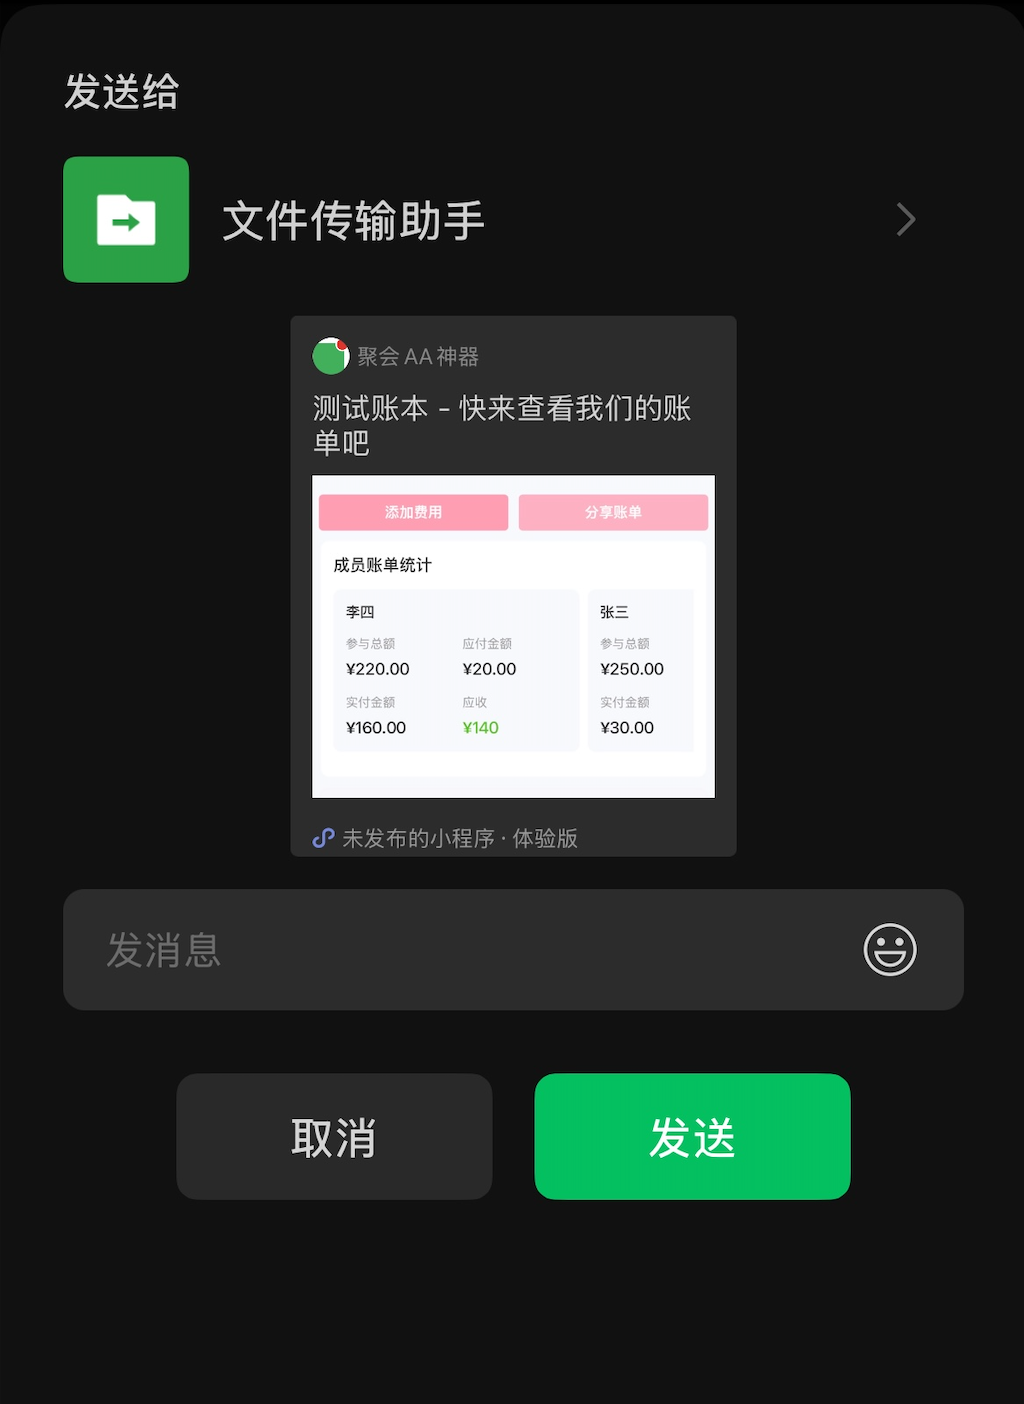 发送给
文件传输助手
聚会AA神器
测试账本 - 快来查看我们的账
单吧
添加费用 分享账单
成员账单统计
李四 张三
参与总额 应付金额 参与总额
¥220.00 ¥20.00 ¥250.00
实付金额 应收 实付金额
¥160.00 ¥140 ¥30.00
未发布的小程序 · 体验版
发消息
取消 发送